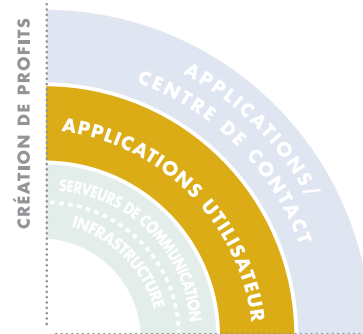 CRÉATION DE PROFITS
APPLICATIONS/
CENTRE DE CONTACT
APPLICATIONS UTILISATEUR
SERVEURS DE COMMUNICATION
INFRASTRUCTURE